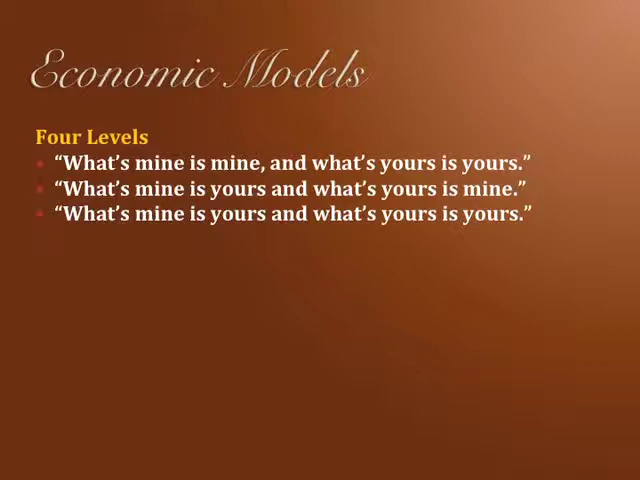 Economic Models
Four Levels
“What’s mine is mine, and what’s yours is yours.”
“What’s mine is yours and what’s yours is mine.”
“What’s mine is yours and what’s yours is yours.”